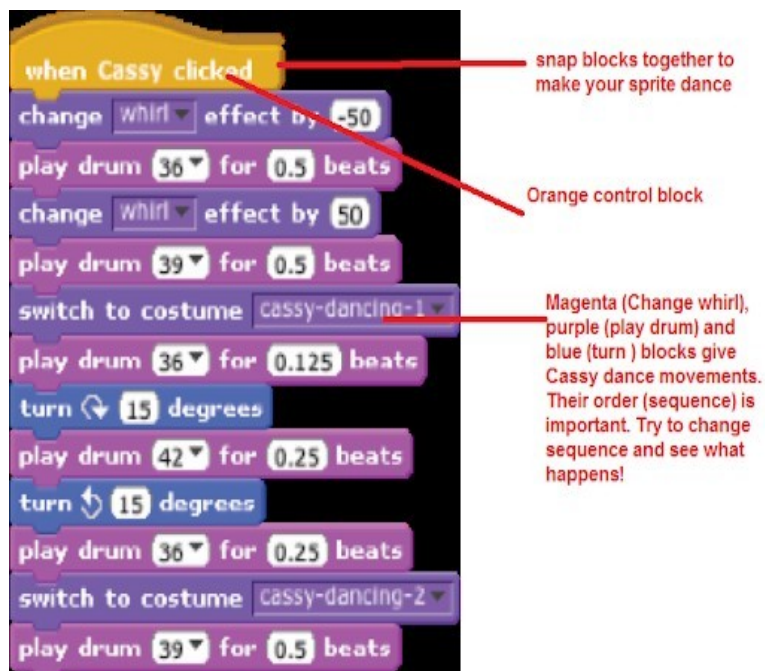 when Cassy clicked
change whirl effect by -50
play drum 36 for 0.5 beats
change whirl effect by 50
play drum 39 for 0.5 beats
switch to costume cassy-dancing-1
play drum 36 for 0.125 beats
turn 15 degrees
play drum 42 for 0.25 beats
turn 15 degrees
play drum 36 for 0.25 beats
switch to costume cassy-dancing-2
play drum 39 for 0.5 beats
snap blocks together to
make your sprite dance
Orange control block
Magenta (Change whirl),
purple (play drum) and
blue (turn ) blocks give
Cassy dance movements.
Their order (sequence) is
important. Try to change
sequence and see what
happens!